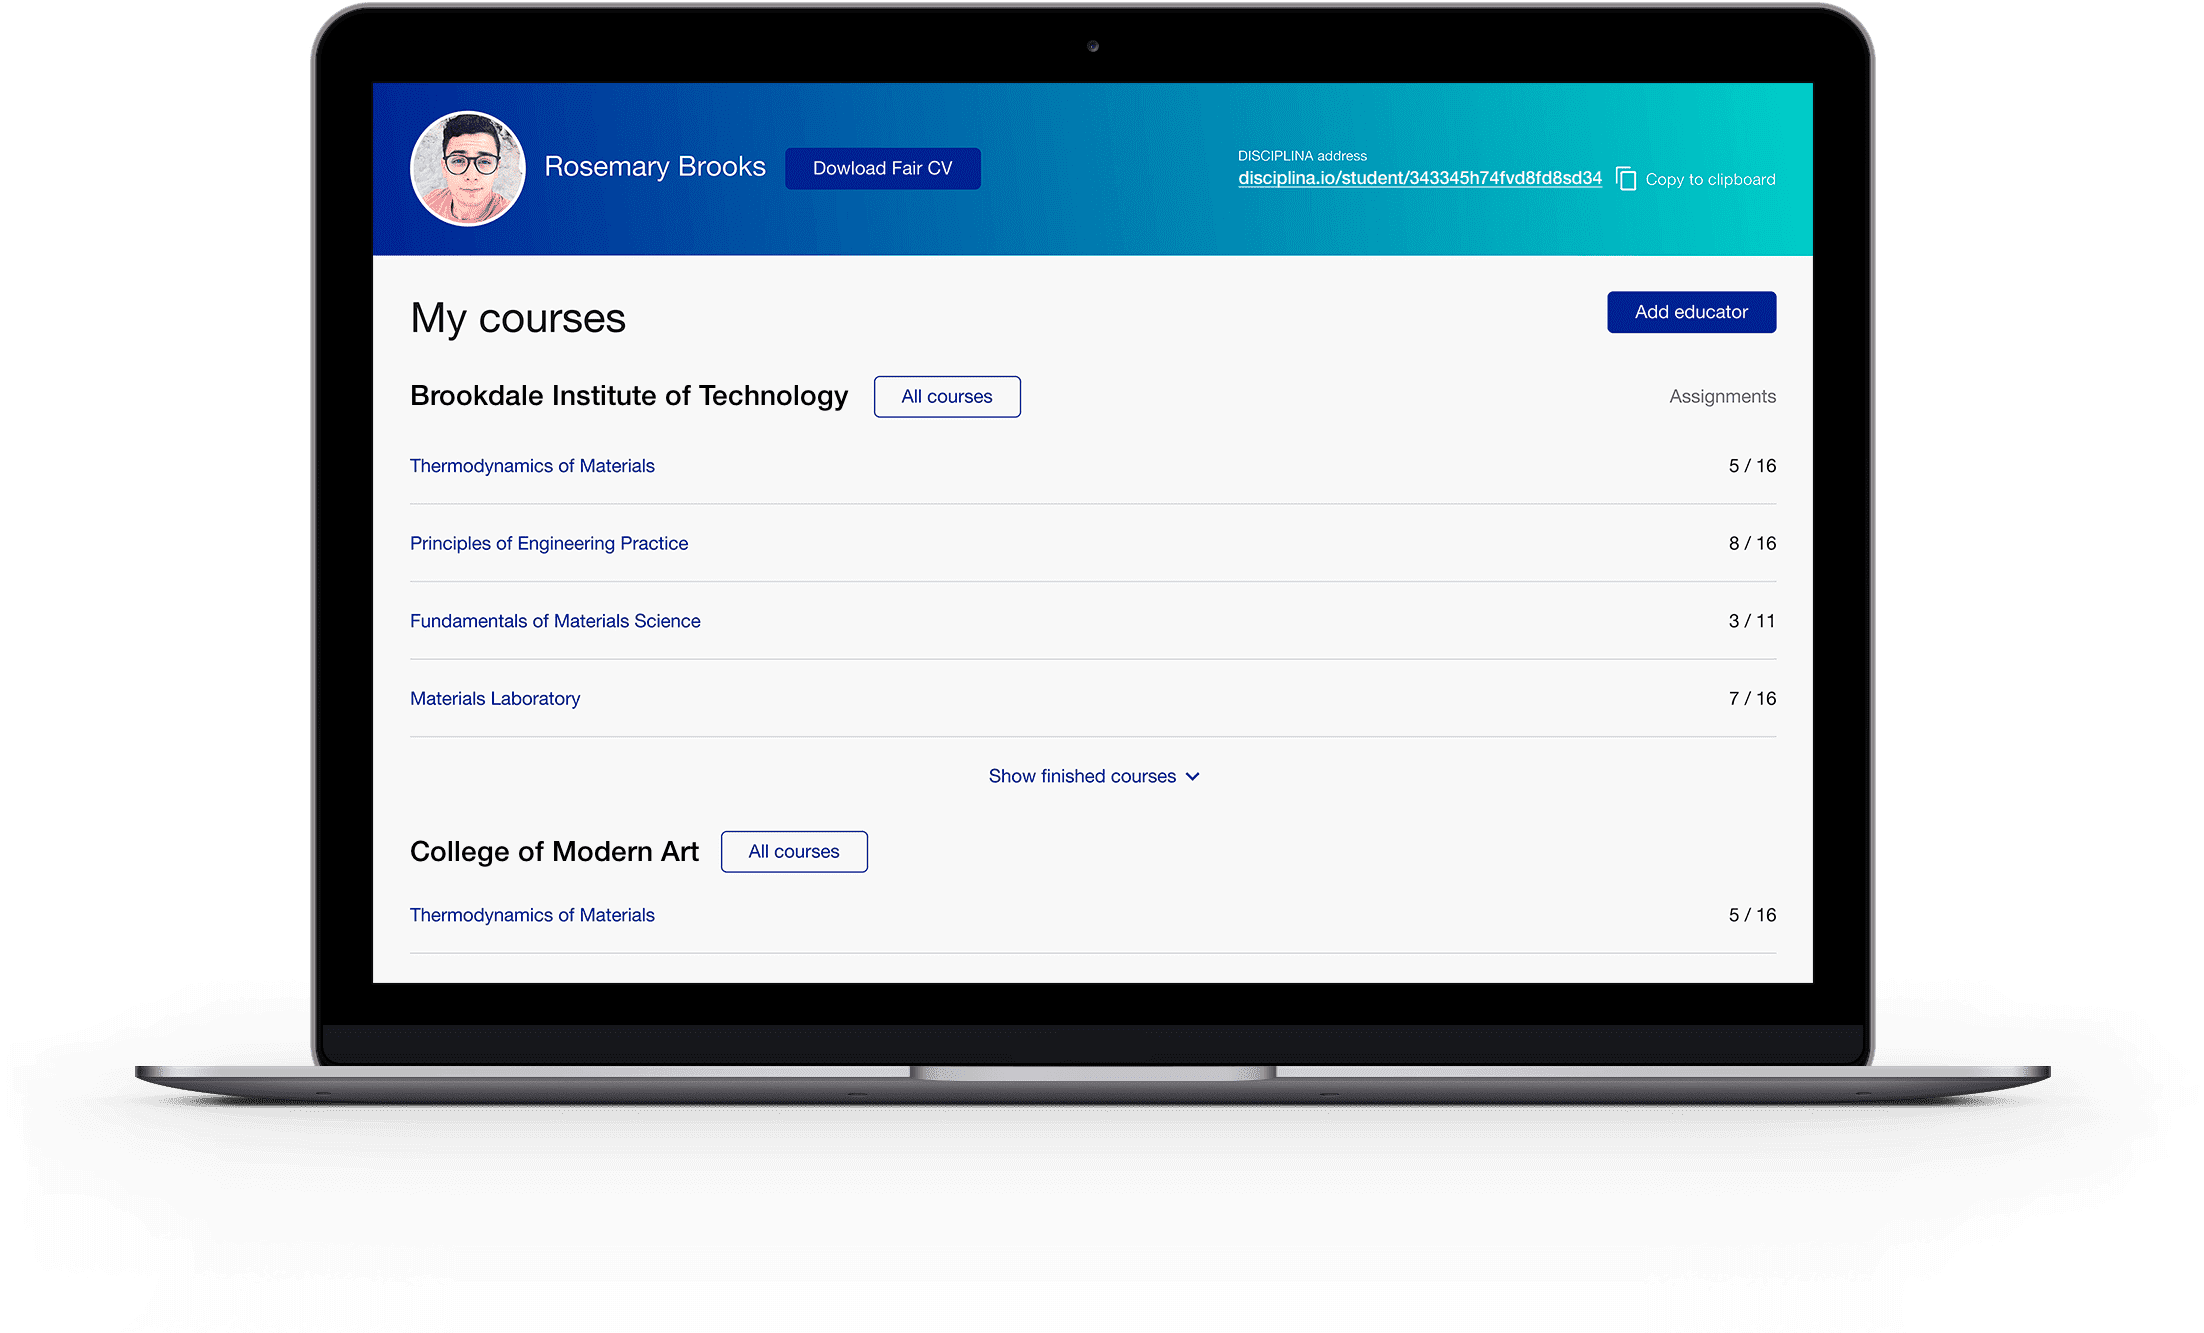 Rosemary Brooks
Dowload Fair CV
DISCIPLINA address
disciplina.io/student/343345h74fvd8fd8sd34
Copy to clipboard
My courses
Add educator
Brookdale Institute of Technology
All courses
Assignments
Thermodynamics of Materials
5 / 16
Principles of Engineering Practice
8 / 16
Fundamentals of Materials Science
3 / 11
Materials Laboratory
7 / 16
Show finished courses
College of Modern Art
All courses
Thermodynamics of Materials
5 / 16